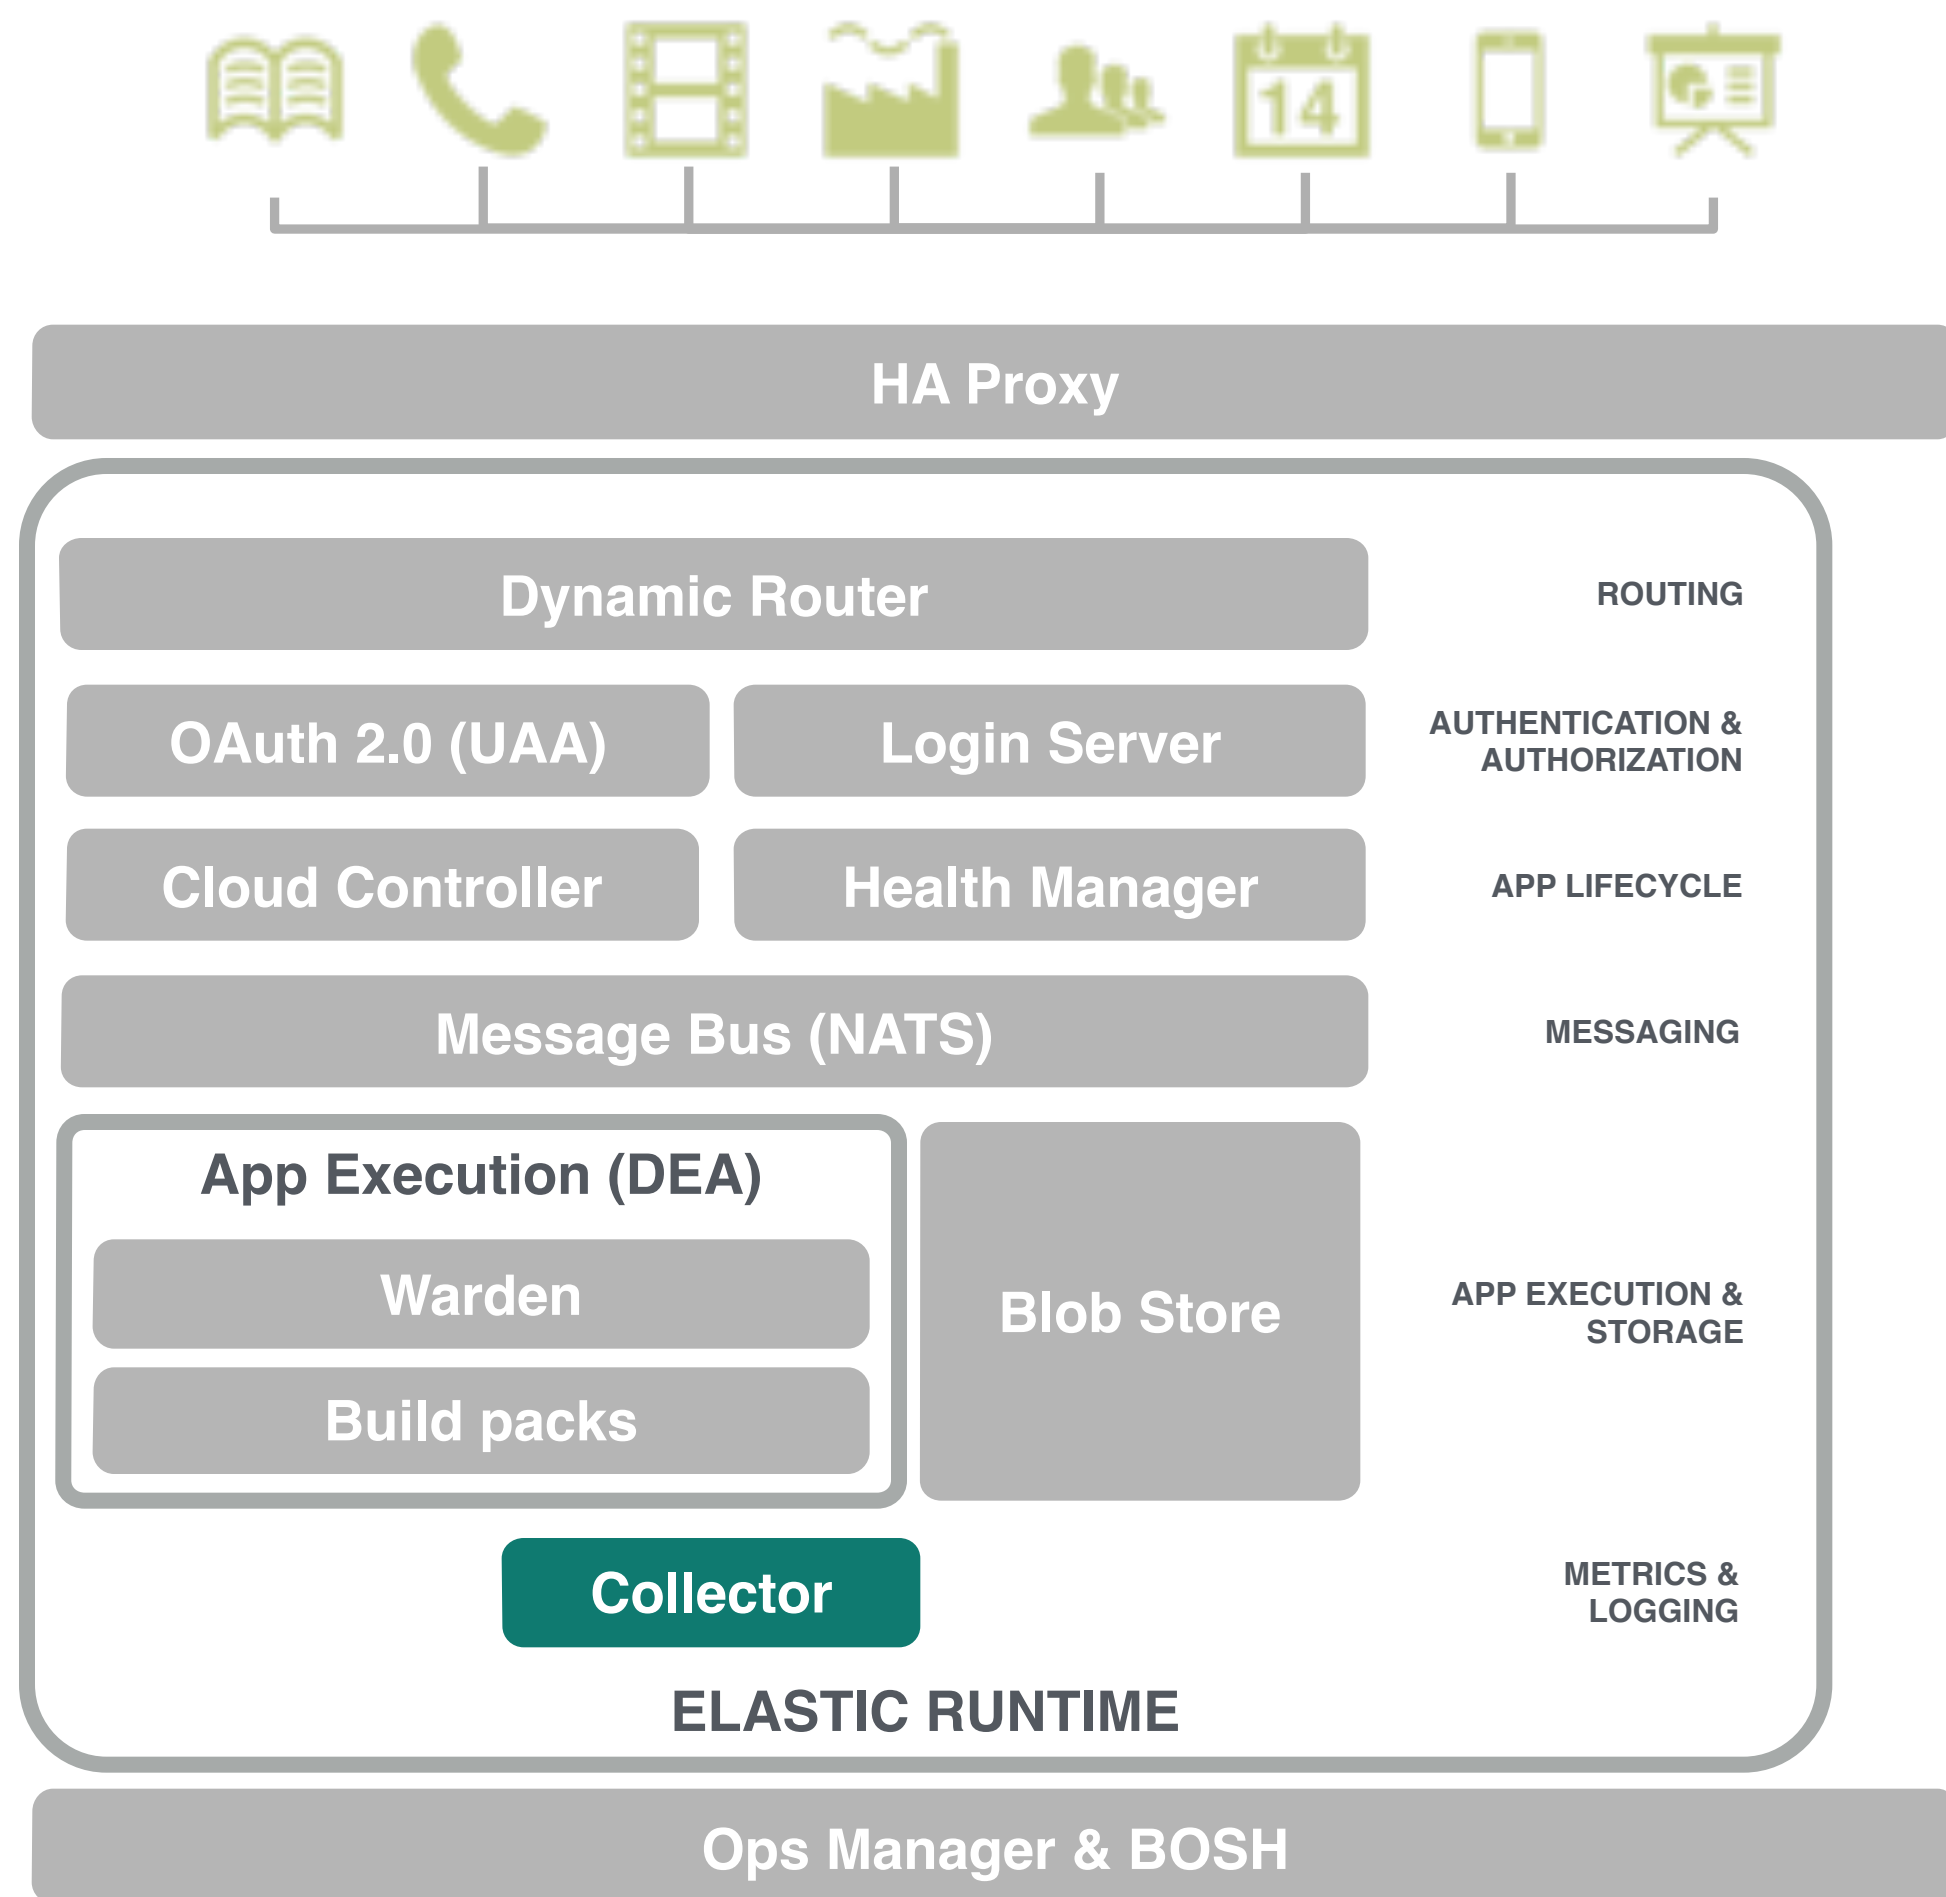 14
HA Proxy
Dynamic Router
ROUTING
OAuth 2.0 (UAA)
Login Server
AUTHENTICATION &
AUTHORIZATION
Cloud Controller
Health Manager
APP LIFECYCLE
Message Bus (NATS)
MESSAGING
App Execution (DEA)
Warden
Build packs
Blob Store
APP EXECUTION &
STORAGE
Collector
METRICS &
LOGGING
ELASTIC RUNTIME
Ops Manager & BOSH